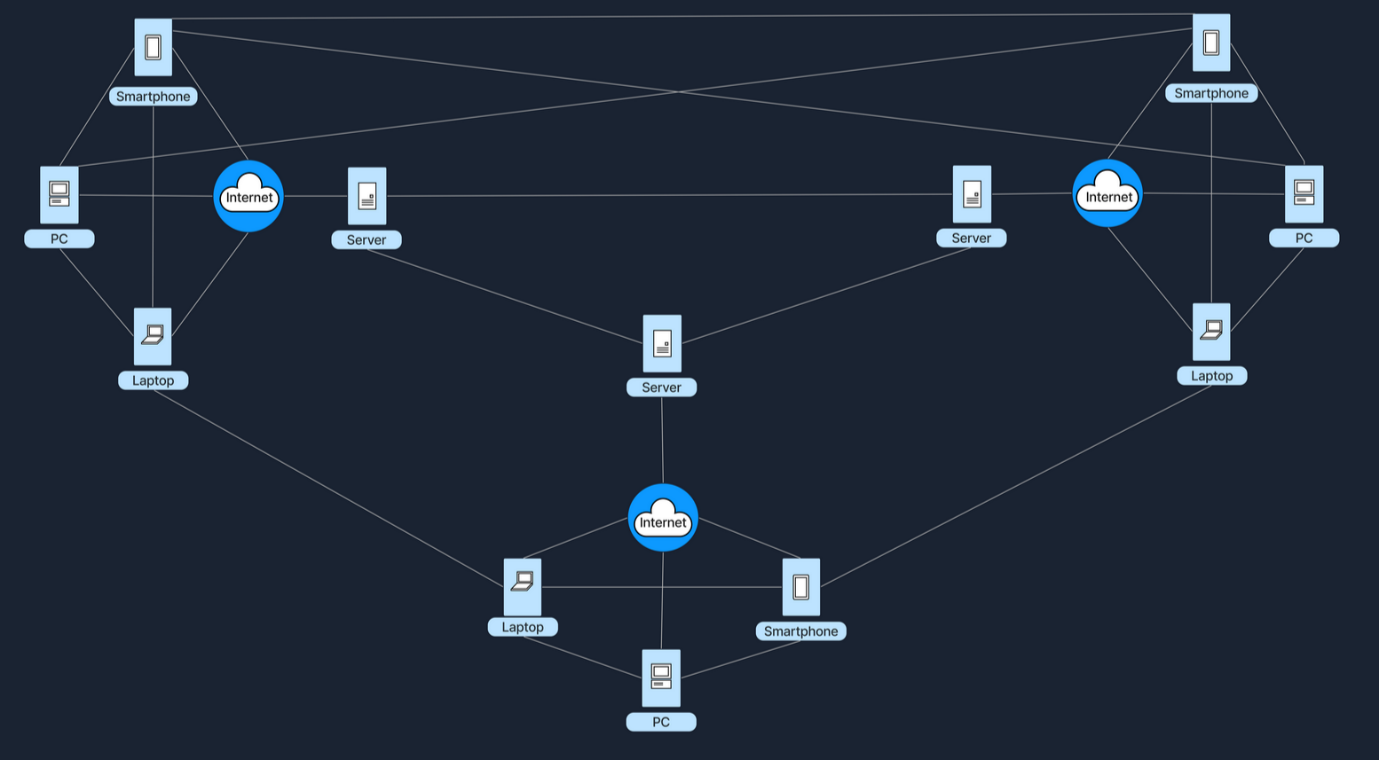 Smartphone
Smartphone
Internet
Internet
PC
Server
Server
PC
Laptop
Server
Laptop
Internet
Laptop
Smartphone
PC